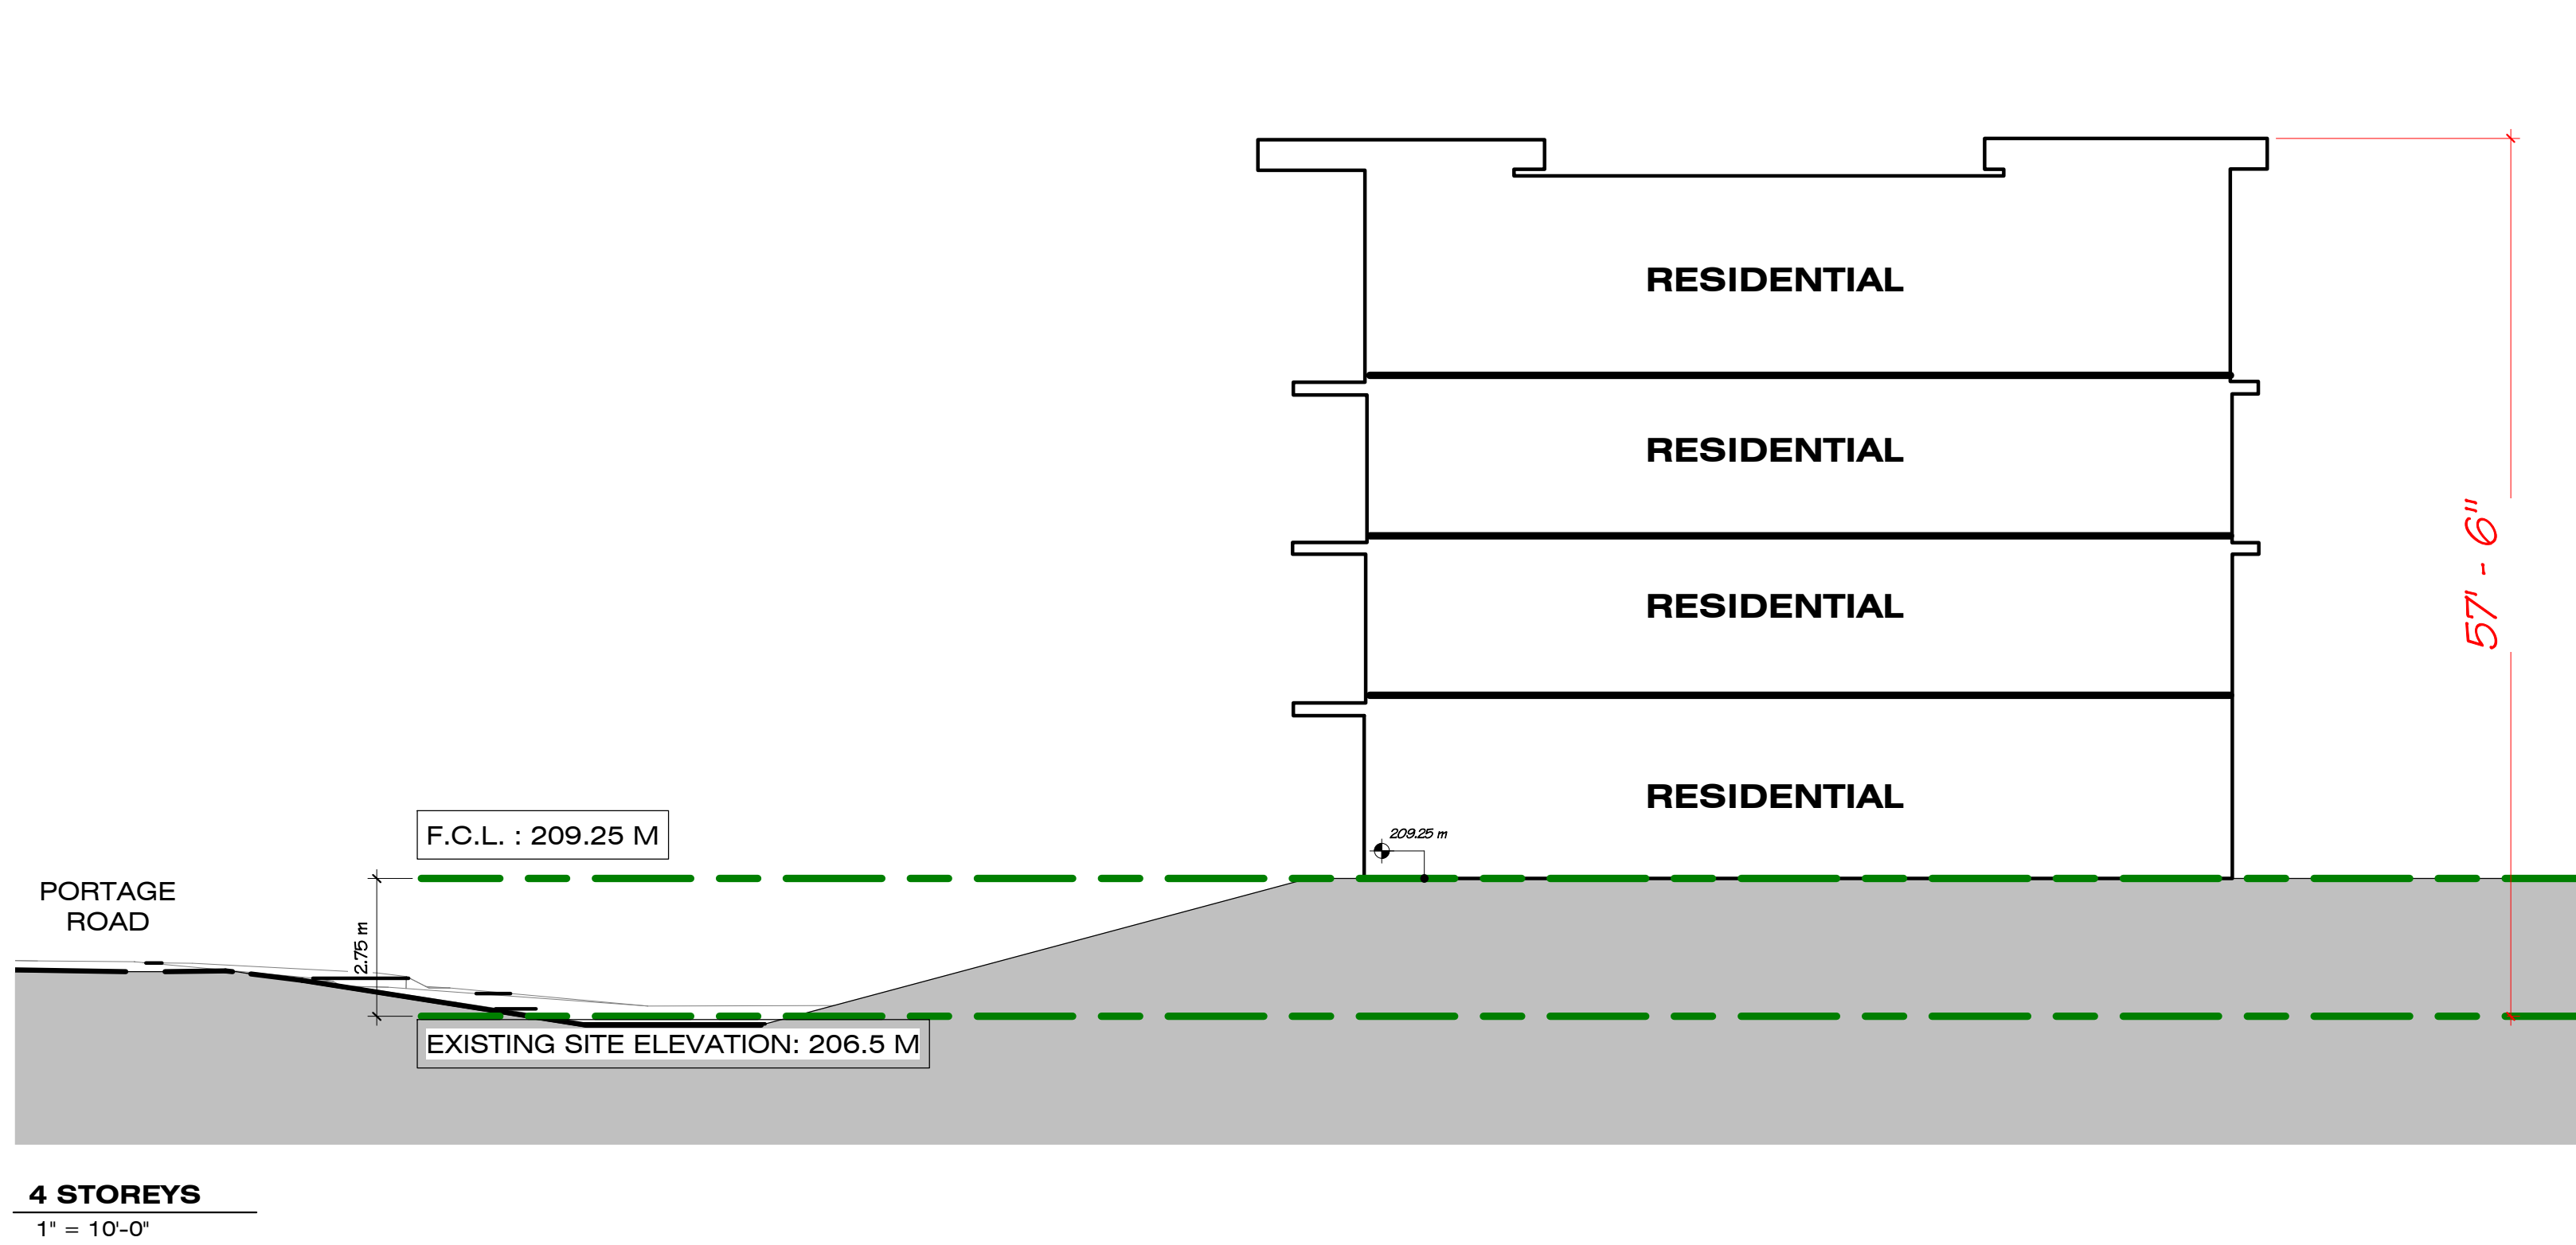 RESIDENTIAL
RESIDENTIAL
57' - 6"
RESIDENTIAL
RESIDENTIAL
209.25 m
F.C.L. : 209.25 M
PORTAGE
ROAD
2.75 m
EXISTING SITE ELEVATION: 206.5 M
4 STOREYS
1" = 10'-0"